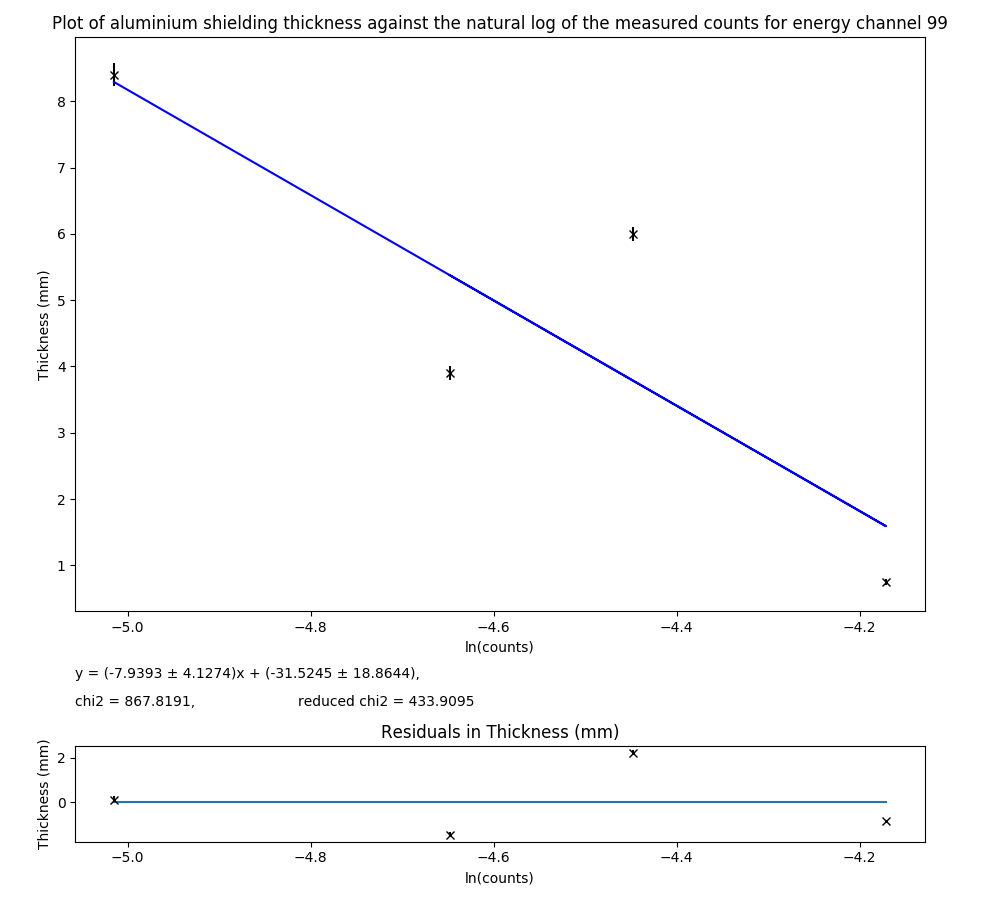 Plot of aluminium shielding thickness against the natural log of the measured counts for energy channel 99
Thickness (mm)
8
7
6
5
4
3
2
1
−5.0 −4.8 −4.6 −4.4 −4.2
ln(counts)
y = (-7.9393 ± 4.1274)x + (-31.5245 ± 18.8644),
chi2 = 867.8191, reduced chi2 = 433.9095
Residuals in Thickness (mm)
Thickness (mm)
2
0
−5.0 −4.8 −4.6 −4.4 −4.2
ln(counts)